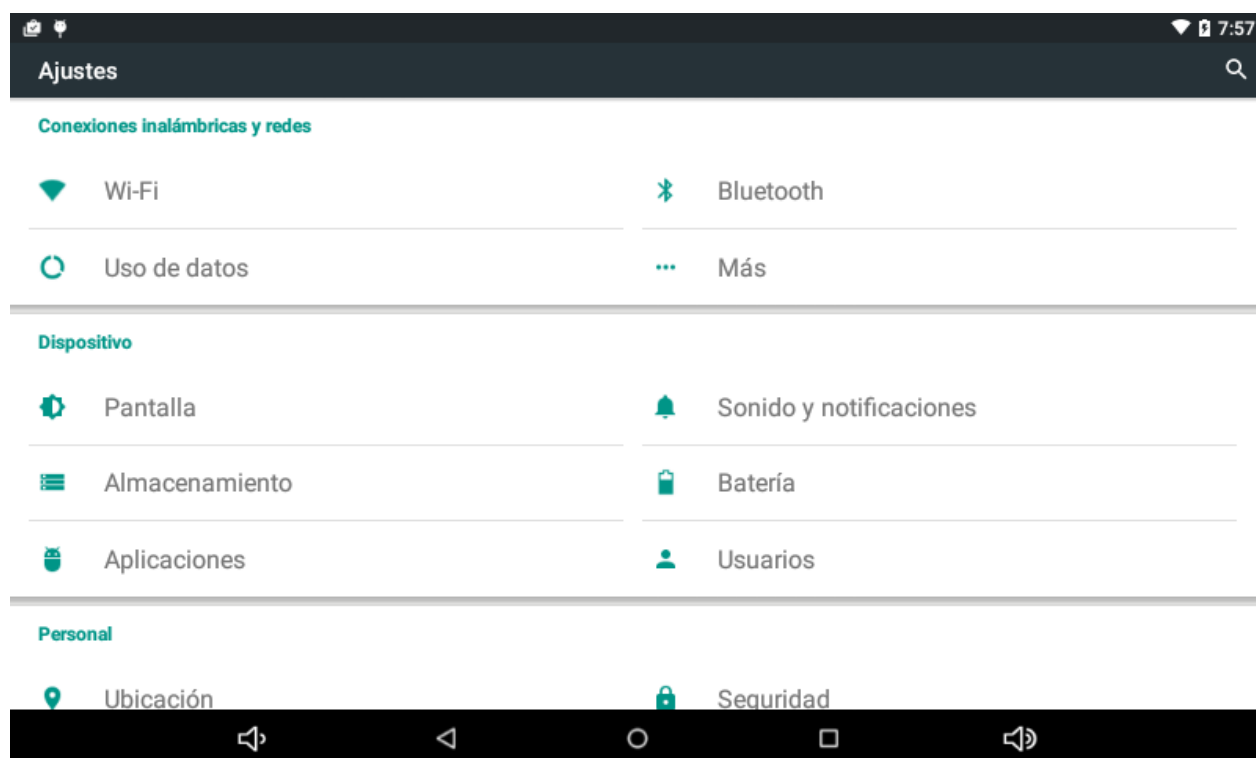 7:57
Ajustes
Conexiones inalámbricas y redes
Wi-Fi
Bluetooth
Uso de datos
Más
Dispositivo
Pantalla
Sonido y notificaciones
Almacenamiento
Batería
Aplicaciones
Usuarios
Personal
Ubicación
Seguridad